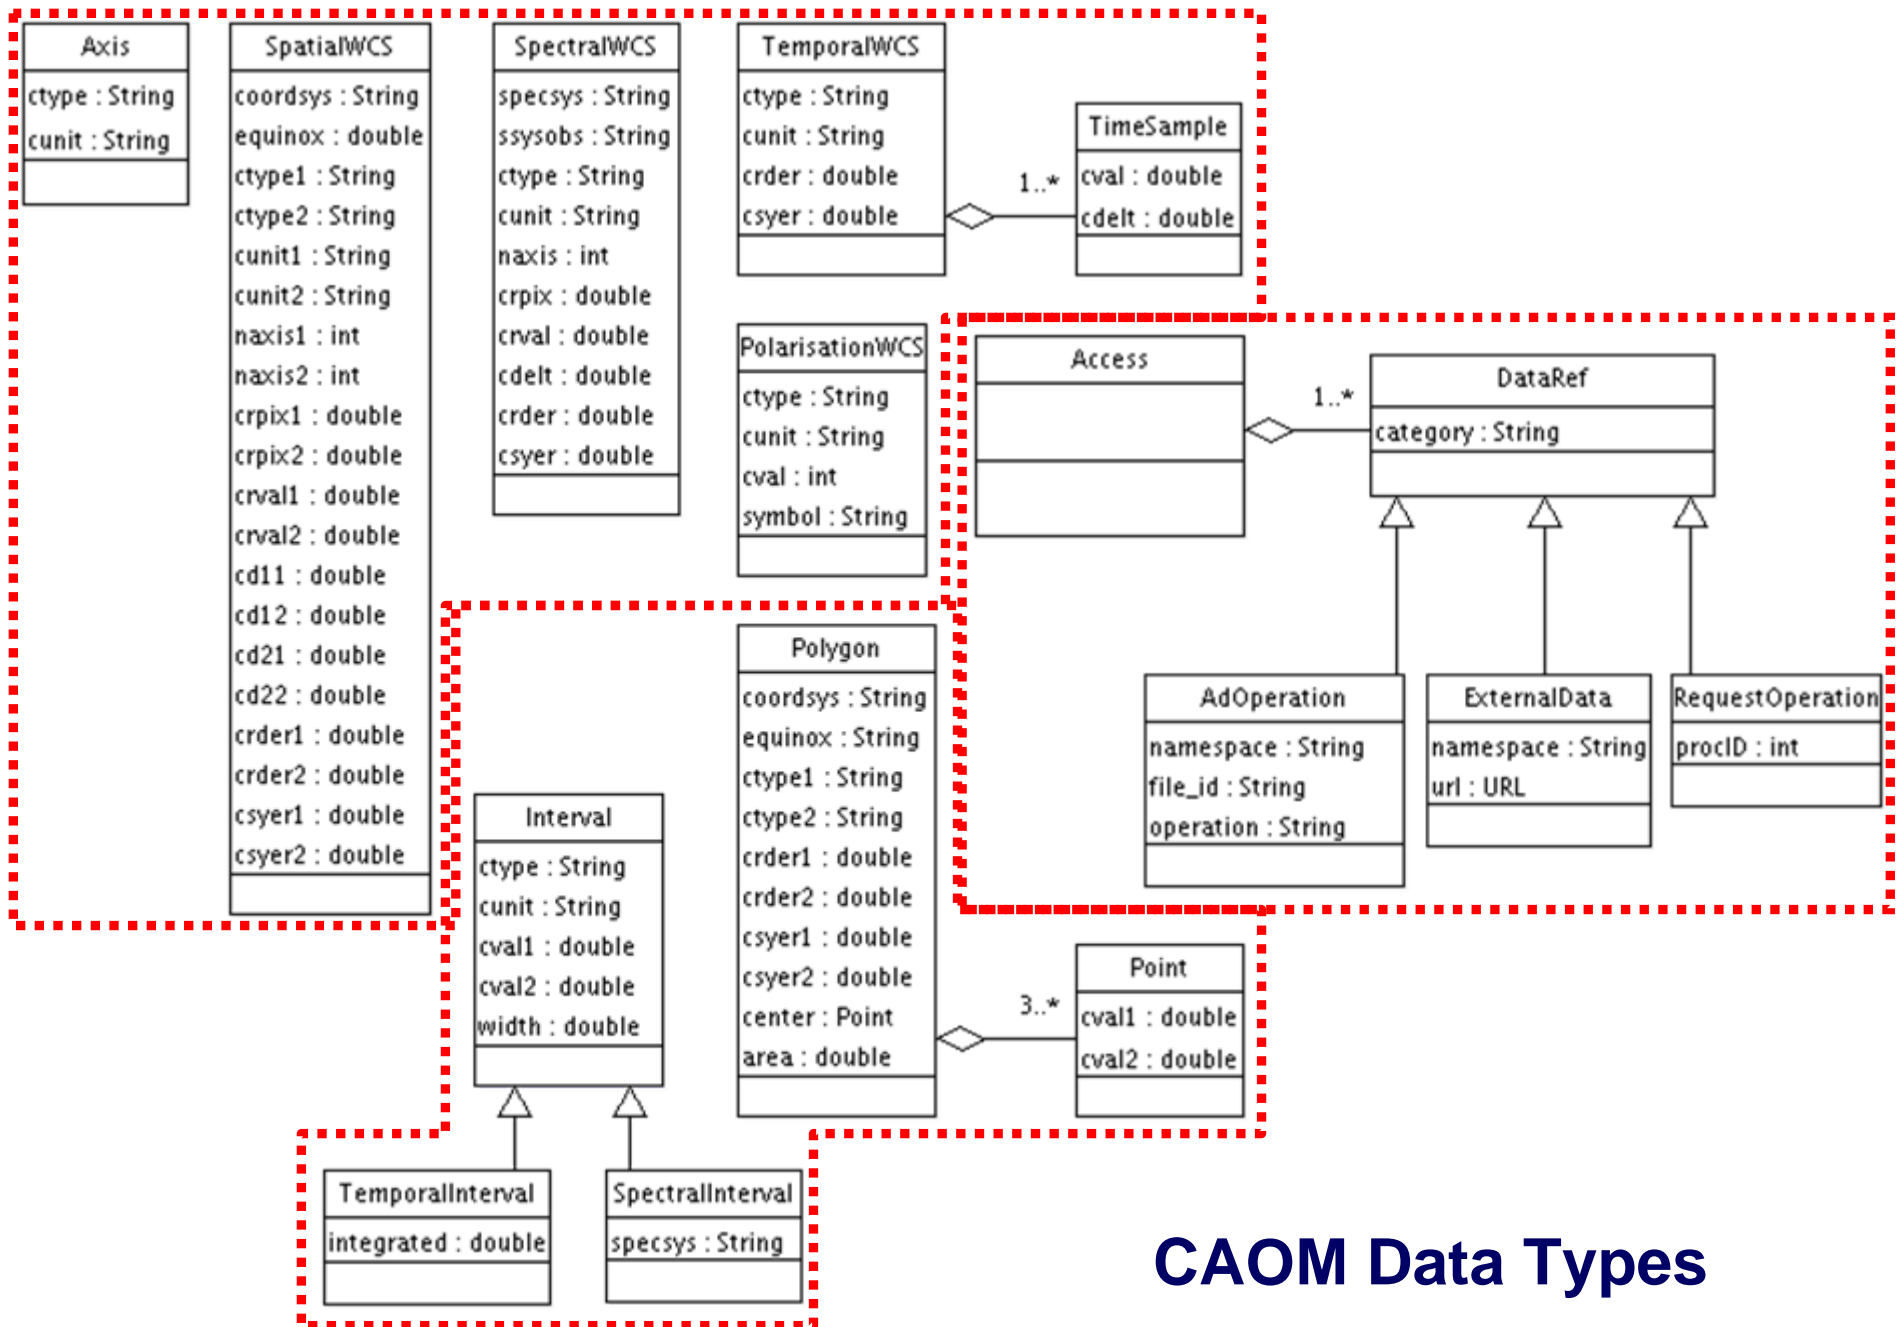 Axis
ctype : String
cunit : String
SpatialWCS
coordsys : String
equinox : double
ctype1 : String
ctype2 : String
cunit1 : String
cunit2 : String
naxis1 : int
naxis2 : int
crpix1 : double
crpix2 : double
crval1 : double
crval2 : double
cd11 : double
cd12 : double
cd21 : double
cd22 : double
crder1 : double
crder2 : double
csyer1 : double
csyer2 : double
SpectralWCS
specsys : String
ssysobs : String
ctype : String
cunit : String
naxis : int
crpix : double
crval : double
cdelt : double
crder : double
csyer : double
TemporalWCS
ctype : String
cunit : String
crder : double
csyer : double
1..*
TimeSample
cval : double
cdelt : double
PolarisationWCS
ctype : String
cunit : String
cval : int
symbol : String
Access
1..*
DataRef
category : String
AdOperation
namespace : String
file_id : String
operation : String
ExternalData
namespace : String
url : URL
RequestOperation
procID : int
Interval
ctype : String
cunit : String
cval1 : double
cval2 : double
width : double
Polygon
coordsys : String
equinox : String
ctype1 : String
ctype2 : String
crder1 : double
crder2 : double
csyer1 : double
csyer2 : double
center : Point
area : double
3..*
Point
cval1 : double
cval2 : double
TemporalInterval
integrated : double
SpectralInterval
specsys : String
CAOM Data Types